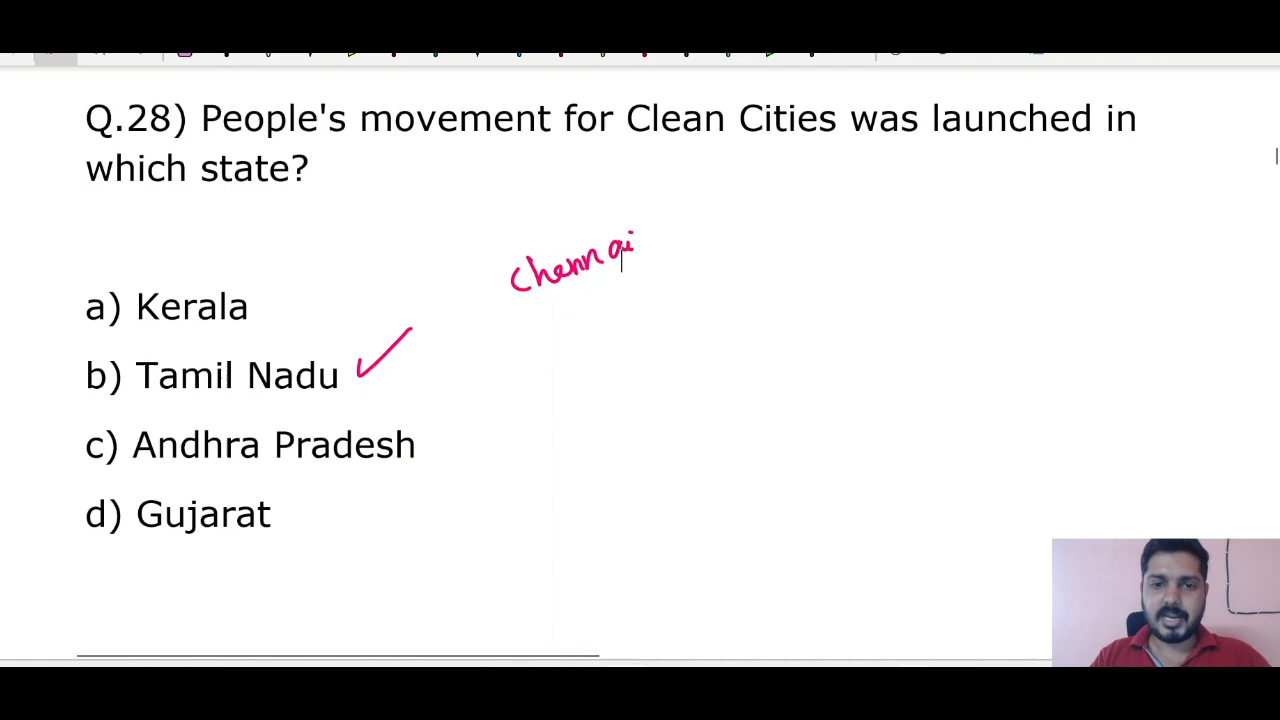 Q.28) People's movement for Clean Cities was launched in
which state?
Chennai
a) Kerala
b) Tamil Nadu
c) Andhra Pradesh
d) Gujarat